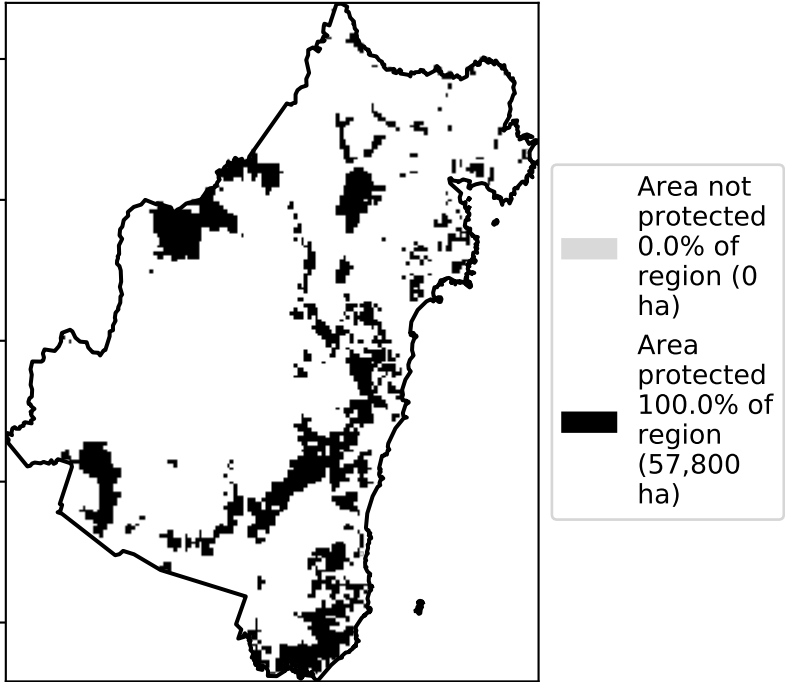 Area not
protected
0.0% of
region (0
ha)
Area
protected
100.0% of
region
(57,800
ha)